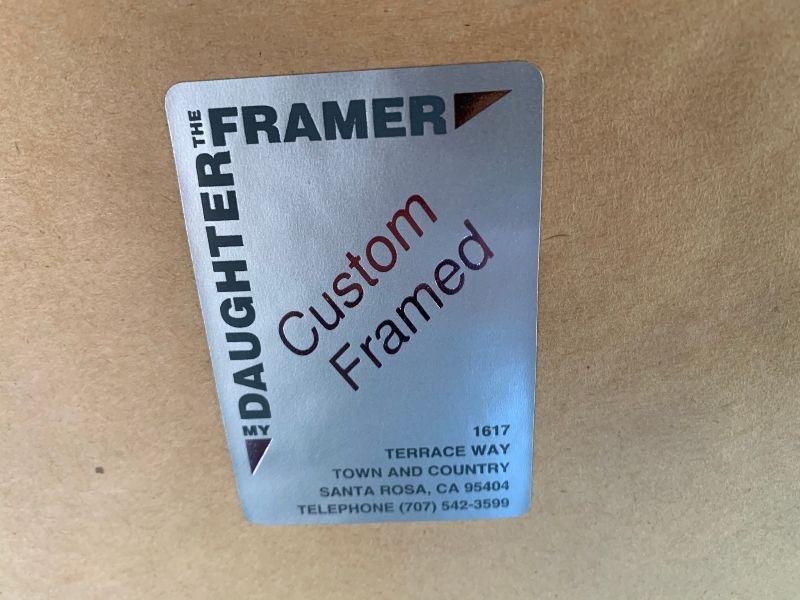 MY DAUGHTER THE
FRAMER
Custom
Framed
1617
TERRACE WAY
TOWN AND COUNTRY
SANTA ROSA, CA 95404
TELEPHONE (707) 542-3599